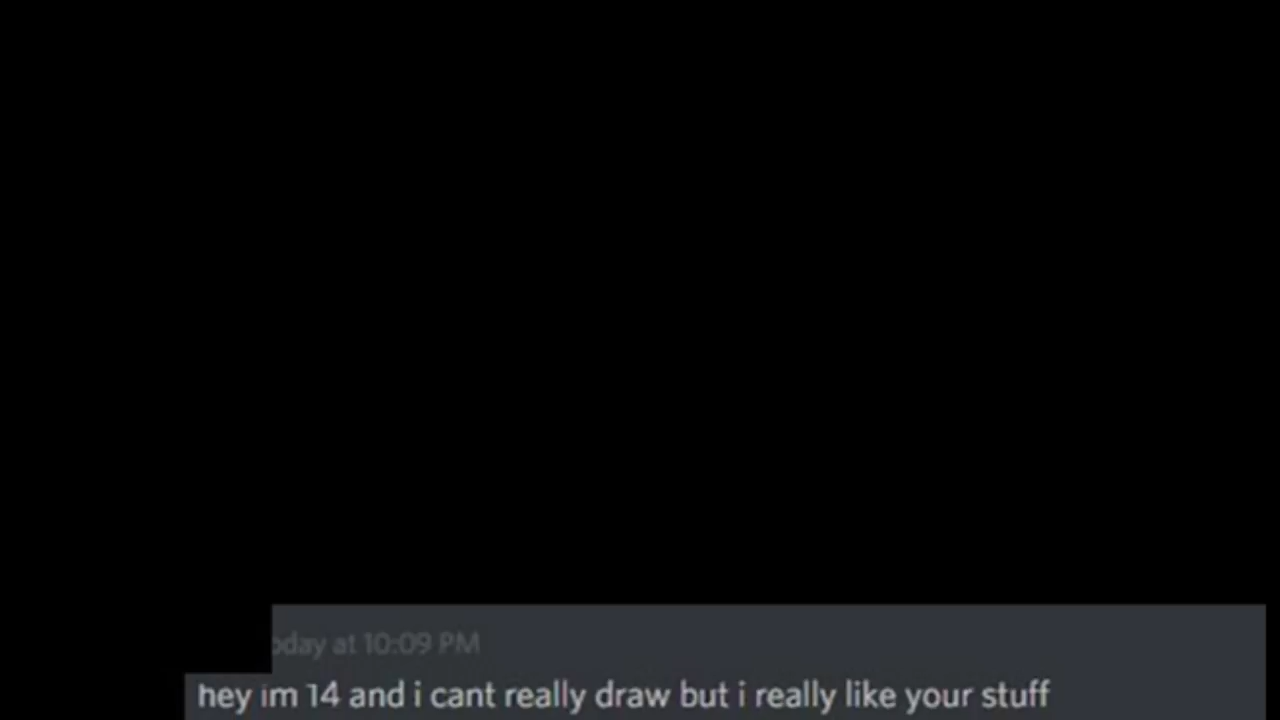 oday at 10:09 PM
hey im 14 and i cant really draw but i really like your stuff